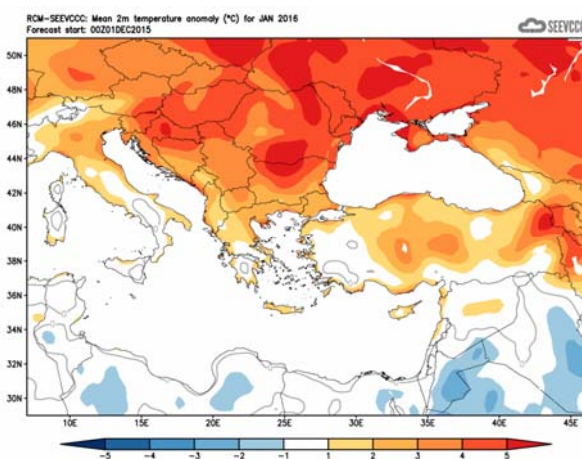 RCM-SEEVCCC: Mean 2m temperature anomaly (°C) for JAN 2016
Forecast start: 00Z01DEC2015
SEEVCCC
50N
48N
46N
44N
42N
40N
38N
36N
34N
32N
30N
10E 15E 20E 25E 30E 35E 40E 45E
-5 -4 -3 -2 -1 1 2 3 4 5